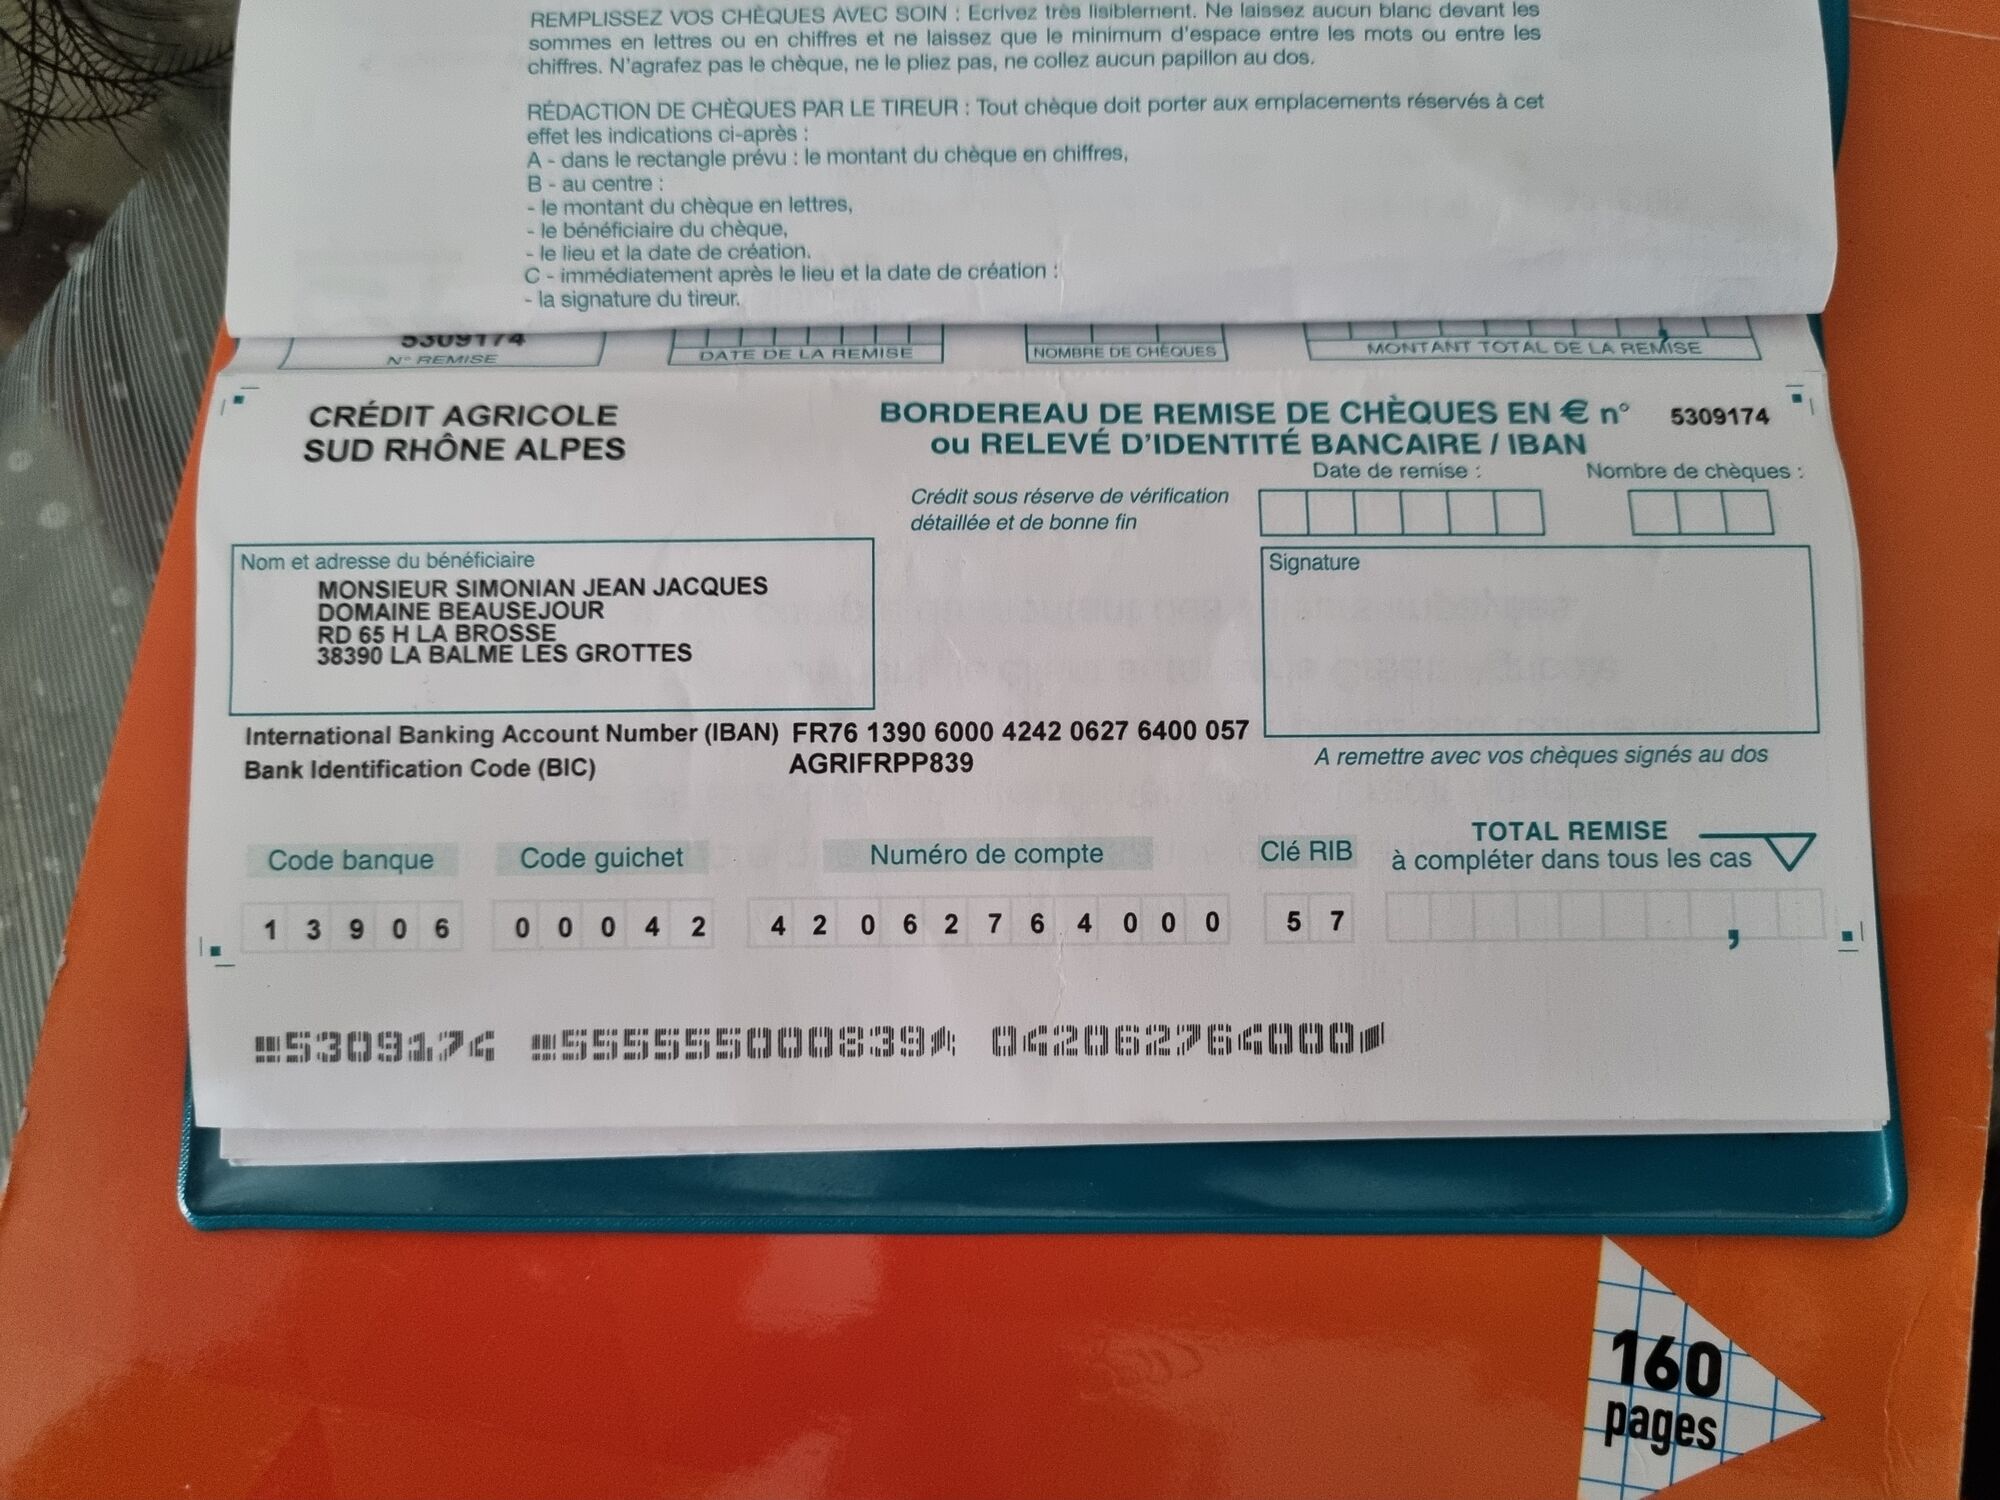 REMPLISSEZ VOS CHÈQUES AVEC SOIN : Ecrivez très lisiblement. Ne laissez aucun blanc devant les
sommes en lettres ou en chiffres et ne laissez que le minimum d'espace entre les mots ou entre les
chiffres. N'agrafez pas le chèque, ne le pliez pas, ne collez aucun papillon au dos.
RÉDACTION DE CHÈQUES PAR LE TIREUR : Tout chèque doit porter aux emplacements réservés à cet
effet les indications ci-après :
A - dans le rectangle prévu : le montant du chèque en chiffres,
B - au centre :
- le montant du chèque en lettres,
- le bénéficiaire du chèque,
- le lieu et la date de création.
C - immédiatement après le lieu et la date de création :
- la signature du tireur.
5309174
N° REMISE
DATE DE LA REMISE
NOMBRE DE CHÈQUES
MONTANT TOTAL DE LA REMISE
CRÉDIT AGRICOLE
SUD RHÔNE ALPES
BORDEREAU DE REMISE DE CHÈQUES EN € n° 5309174
ou RELEVÉ D'IDENTITÉ BANCAIRE / IBAN
Date de remise :
Nombre de chèques :
Crédit sous réserve de vérification
détaillée et de bonne fin
Nom et adresse du bénéficiaire
MONSIEUR SIMONIAN JEAN JACQUES
DOMAINE BEAUSEJOUR
RD 65 H LA BROSSE
38390 LA BALME LES GROTTES
Signature
International Banking Account Number (IBAN) FR76 1390 6000 4242 0627 6400 057
Bank Identification Code (BIC) AGRIFRPP839
A remettre avec vos chèques signés au dos
TOTAL REMISE
à compléter dans tous les cas
Code banque
Code guichet
Numéro de compte
Clé RIB
1 3 9 0 6
0 0 0 4 2
4 2 0 6 2 7 6 4 0 0 0
5 7
,
5309174 555555000839 042062764000
160
pages